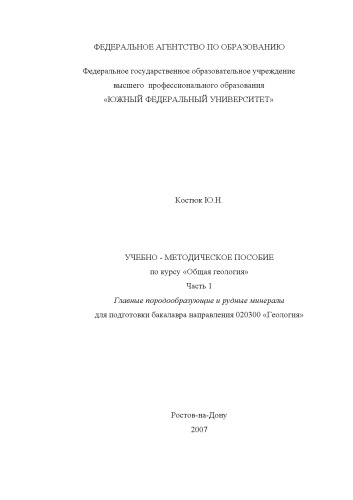 ФЕДЕРАЛЬНОЕ АГЕНТСТВО ПО ОБРАЗОВАНИЮ
Федеральное государственное образовательное учреждение
высшего профессионального образования
«ЮЖНЫЙ ФЕДЕРАЛЬНЫЙ УНИВЕРСИТЕТ»
Костюк Ю.Н.
УЧЕБНО - МЕТОДИЧЕСКОЕ ПОСОБИЕ
по курсу «Общая геология»
Часть 1
Главные породообразующие и рудные минералы
для подготовки бакалавра направления 020300 «Геология»
Ростов-на-Дону
2007